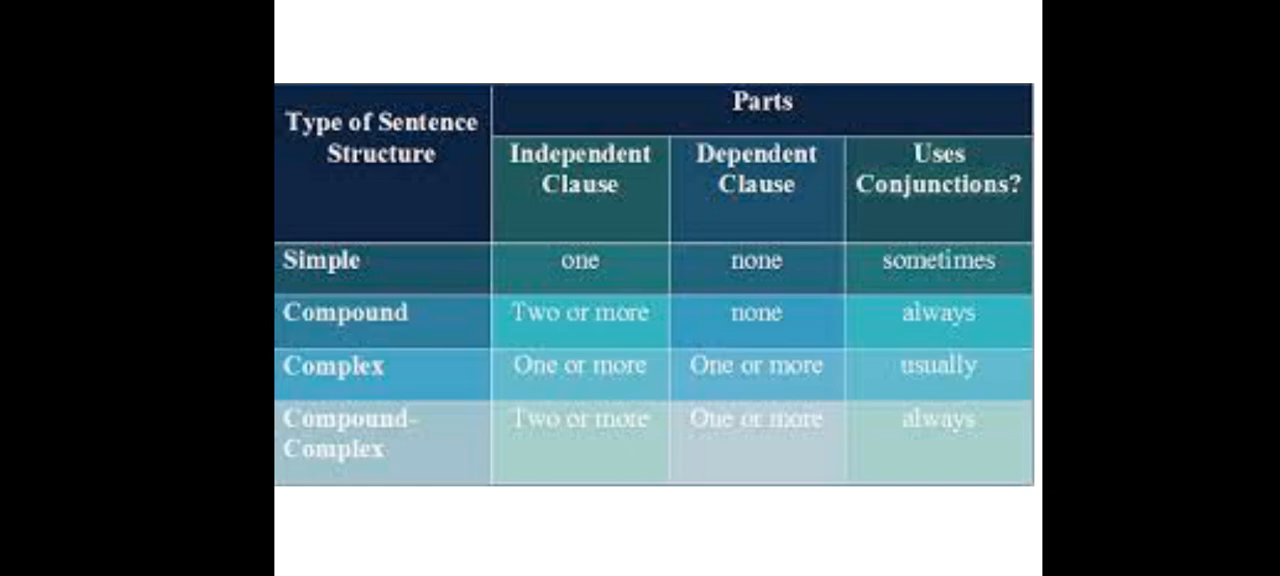 Parts
Type of Sentence
Structure
Independent
Clause
Dependent
Clause
Uses
Conjunctions?
Simple
one
none
sometimes
Compound
Two or more
none
always
Complex
One or more
One or more
usually
Compound-
Complex
Two or more
One or more
always